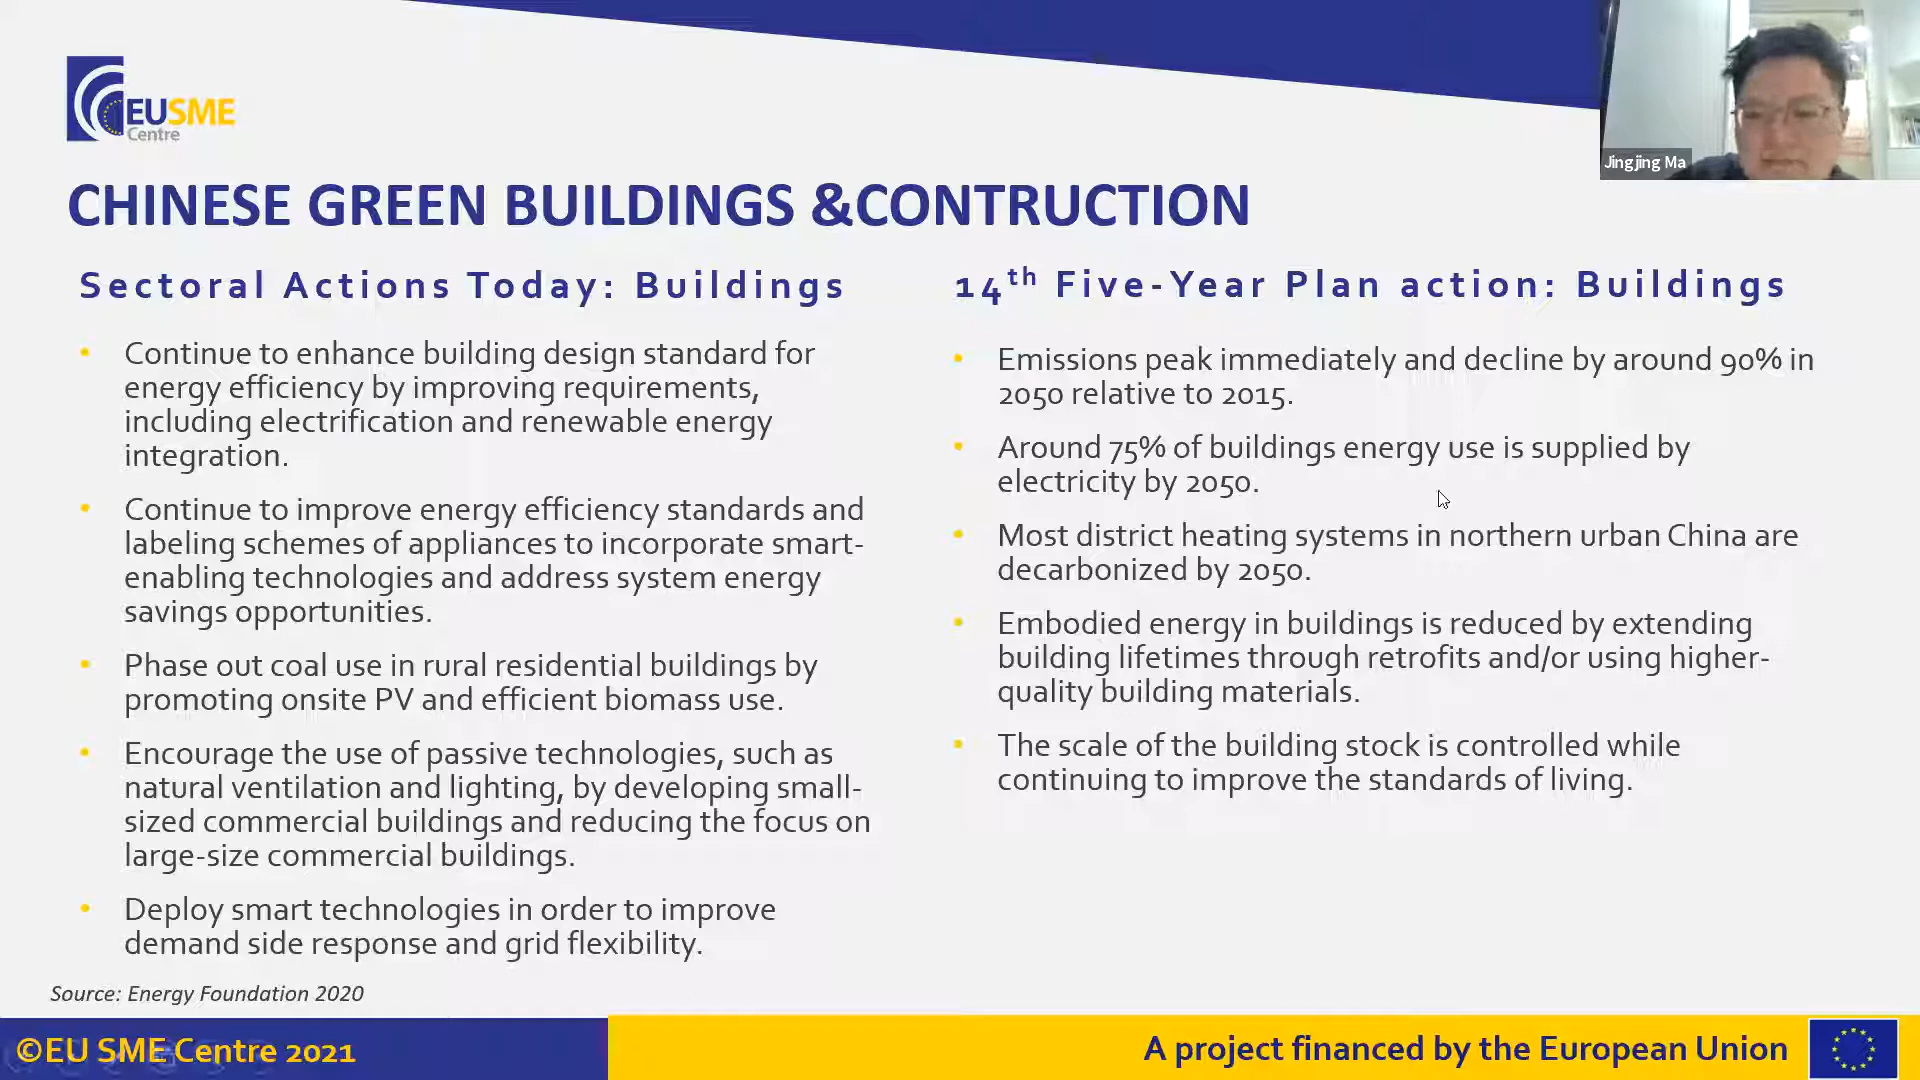 EUSME
Centre
Jingjing Ma
CHINESE GREEN BUILDINGS &CONTRUCTION
Sectoral Actions Today: Buildings
• Continue to enhance building design standard for
energy efficiency by improving requirements,
including electrification and renewable energy
integration.
• Continue to improve energy efficiency standards and
labeling schemes of appliances to incorporate smart-
enabling technologies and address system energy
savings opportunities.
• Phase out coal use in rural residential buildings by
promoting onsite PV and efficient biomass use.
• Encourage the use of passive technologies, such as
natural ventilation and lighting, by developing small-
sized commercial buildings and reducing the focus on
large-size commercial buildings.
• Deploy smart technologies in order to improve
demand side response and grid flexibility.
14th Five-Year Plan action: Buildings
• Emissions peak immediately and decline by around 90% in
2050 relative to 2015.
• Around 75% of buildings energy use is supplied by
electricity by 2050.
• Most district heating systems in northern urban China are
decarbonized by 2050.
• Embodied energy in buildings is reduced by extending
building lifetimes through retrofits and/or using higher-
quality building materials.
• The scale of the building stock is controlled while
continuing to improve the standards of living.
Source: Energy Foundation 2020
©EU SME Centre 2021
A project financed by the European Union